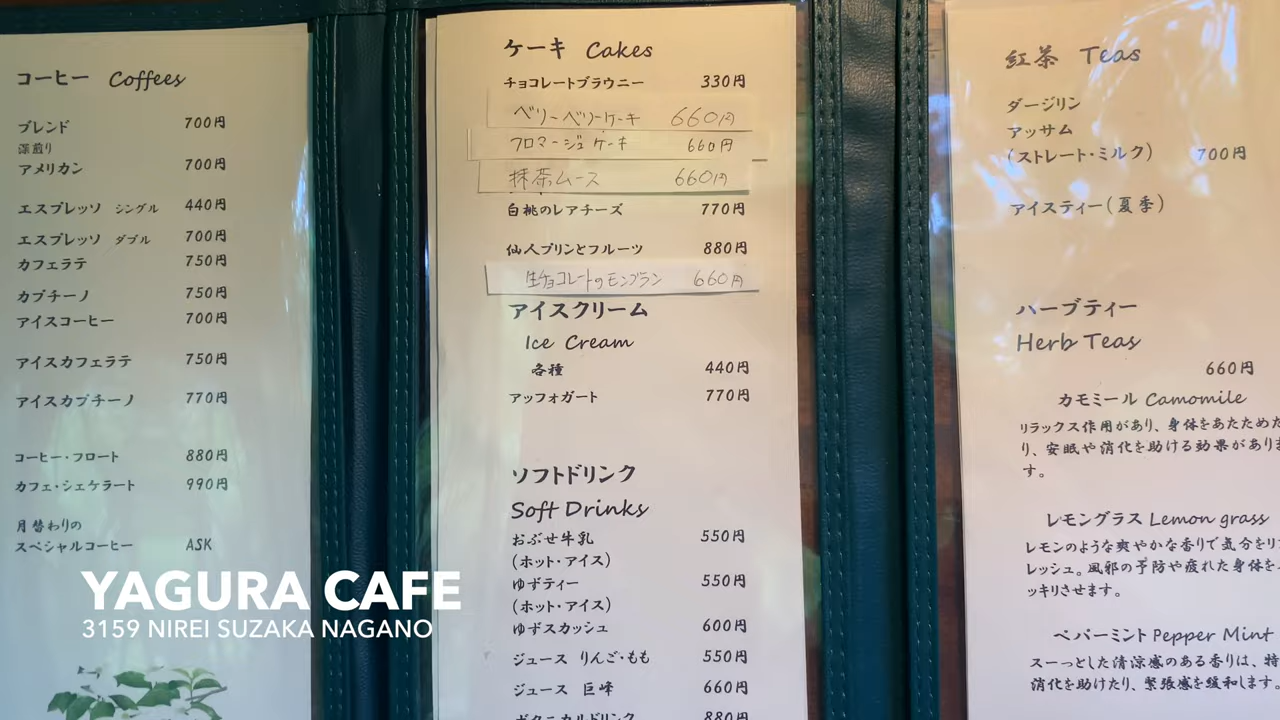 コーヒー Coffees
ブレンド 700円
深煎り
アメリカン 700円
エスプレッソ シングル 440円
エスプレッソ ダブル 700円
カフェラテ 750円
カプチーノ 750円
アイスコーヒー 700円
アイスカフェラテ 750円
アイスカプチーノ 770円
コーヒー・フロート 880円
カフェ・シェケラート 990円
月替わりの
スペシャルコーヒー ASK
YAGURA CAFE
3159 NIREI SUZAKA NAGANO
ケーキ Cakes
チョコレートブラウニー 330円
ベリーベリーケーキ 660円
フロマージュケーキ 660円
抹茶ムース 660円
白桃のレアチーズ 770円
仙人プリンとフルーツ 880円
生チョコレートのモンブラン 660円
アイスクリーム
Ice Cream
各種 440円
アッフォガート 770円
ソフトドリンク
Soft Drinks
おぶせ牛乳 550円
(ホット・アイス)
ゆずティー 550円
(ホット・アイス)
ゆずスカッシュ 600円
ジュース りんご・もも 550円
ジュース 巨峰 660円
ボタニカルドリンク 880円
紅茶 Teas
ダージリン
アッサム
(ストレート・ミルク) 700円
アイスティー(夏季)
ハーブティー
Herb Teas
660円
カモミール Camomile
リラックス作用があり、身体をあたためた
り、安眠や消化を助ける効果がありま
す。
レモングラス Lemon grass
レモンのような爽やかな香りで気分をリフ
レッシュ。風邪の予防や疲れた身体を
ッキリさせます。
ペパーミント Pepper Mint
スーっとした清涼感のある香りは、特
消化を助けたり、緊張感を緩和します。